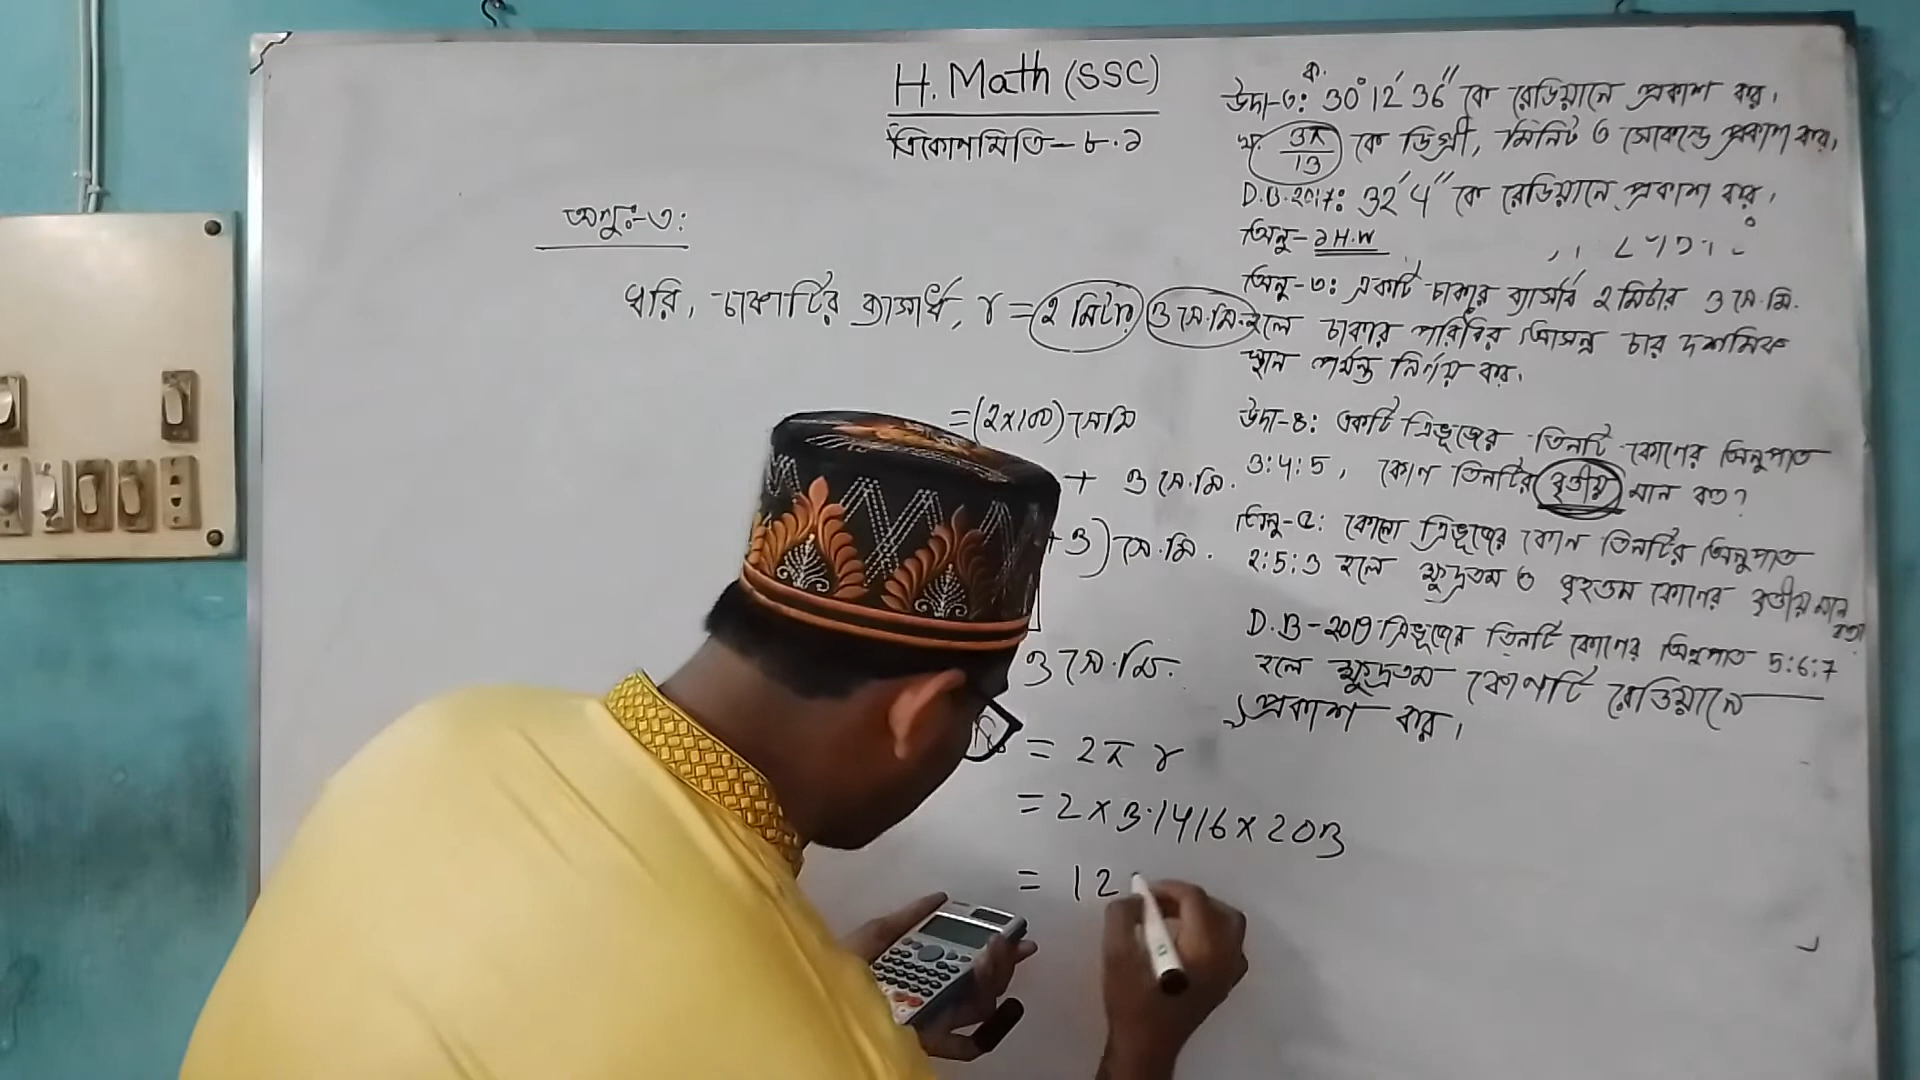 H. Math (SSC)
ত্রিকোণমিতি – ৮.১
অনুঃ-৩:
ধরি, চাকাটির ব্যাসার্ধ, r = ২ মিটার ৩ সে.মি.
= (2×100) সেমি
+ 3 সে.মি.
+3) সে.মি.
3 সে.মি.
= 2π r
= 2 × 3.1416 × 203
= 12
উদা-৩: ক. 30° 12′ 36″ কে রেডিয়ানে প্রকাশ কর।
খ. 3π/13 কে ডিগ্রী, মিনিট ও সেকেন্ডে প্রকাশ কর।
D.B. 2017: 32′ 4″ কে রেডিয়ানে প্রকাশ কর।
অনু – ১ H.W
অনু-৩: একটি চাকার ব্যাসার্ধ ২ মিটার ৩ সে.মি.
হলে চাকার পরিধির আসন্ন চার দশমিক
স্থান পর্যন্ত নির্ণয় কর।
উদা-৪: একটি ত্রিভূজের তিনটি কোণের অনুপাত
3:4:5, কোণ তিনটির বৃত্তীয় মান কত?
অনু-৫: কোনো ত্রিভূজের কোন তিনটির অনুপাত
2:5:3 হলে ক্ষুদ্রতম ও বৃহত্তম কোণের বৃত্তীয় মান
কত?
D.B – 2019 ত্রিভূজের তিনটি কোণের অনুপাত 5:6:7
হলে ক্ষুদ্রতম কোণটি রেডিয়ানে
প্রকাশ কর।